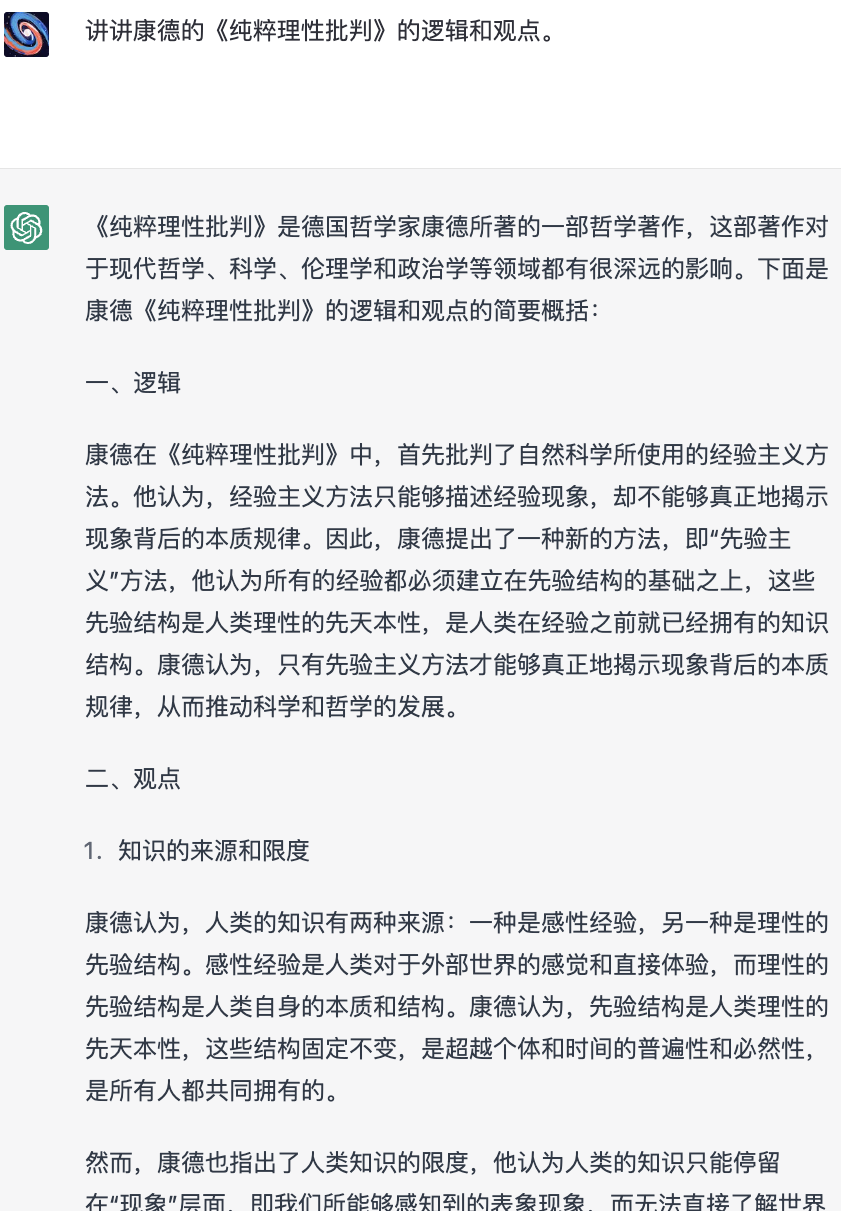 讲讲康德的《纯粹理性批判》的逻辑和观点。
《纯粹理性批判》是德国哲学家康德所著的一部哲学著作，这部著作对
于现代哲学、科学、伦理学和政治学等领域都有很深远的影响。下面是
康德《纯粹理性批判》的逻辑和观点的简要概括：
一、逻辑
康德在《纯粹理性批判》中，首先批判了自然科学所使用的经验主义方
法。他认为，经验主义方法只能够描述经验现象，却不能够真正地揭示
现象背后的本质规律。因此，康德提出了一种新的方法，即“先验主
义”方法，他认为所有的经验都必须建立在先验结构的基础之上，这些
先验结构是人类理性的先天本性，是人类在经验之前就已经拥有的知识
结构。康德认为，只有先验主义方法才能够真正地揭示现象背后的本质
规律，从而推动科学和哲学的发展。
二、观点
1. 知识的来源和限度
康德认为，人类的知识有两种来源：一种是感性经验，另一种是理性的
先验结构。感性经验是人类对于外部世界的感觉和直接体验，而理性的
先验结构是人类自身的本质和结构。康德认为，先验结构是人类理性的
先天本性，这些结构固定不变，是超越个体和时间的普遍性和必然性，
是所有人都共同拥有的。
然而，康德也指出了人类知识的限度，他认为人类的知识只能停留
在“现象”层面，即我们所能够感知到的表象现象，而无法直接了解世界